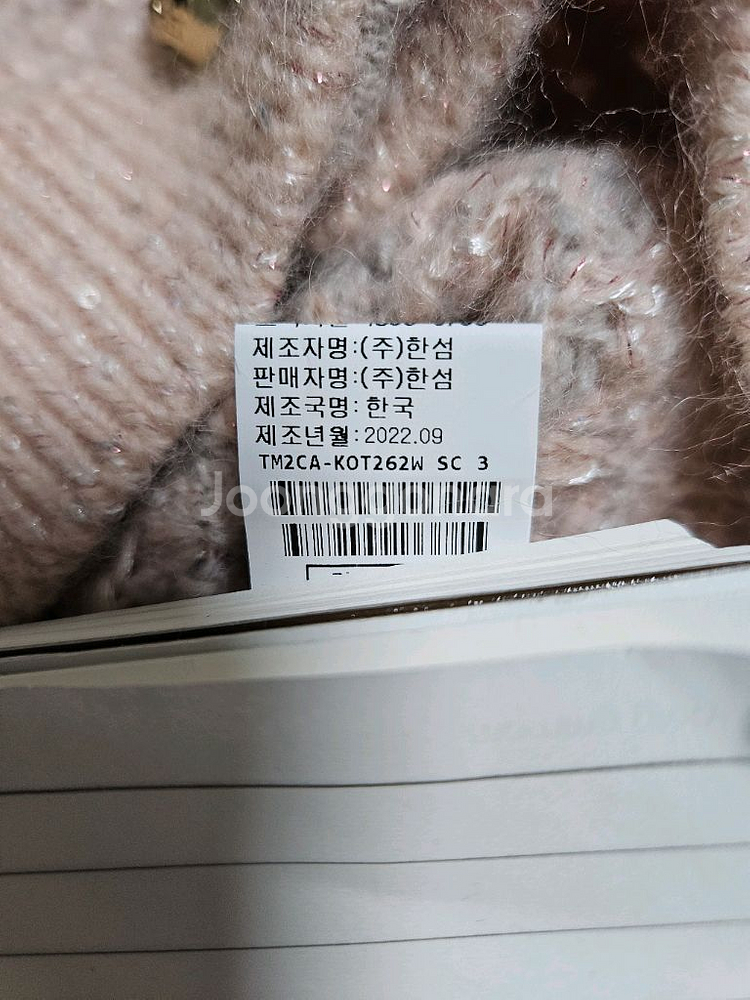 제조자명:(주)한섬
판매자명:(주)한섬
제조국명: 한국
제조년월:2022.09
TM2CA-KOT262W SC 3
Joonggonara